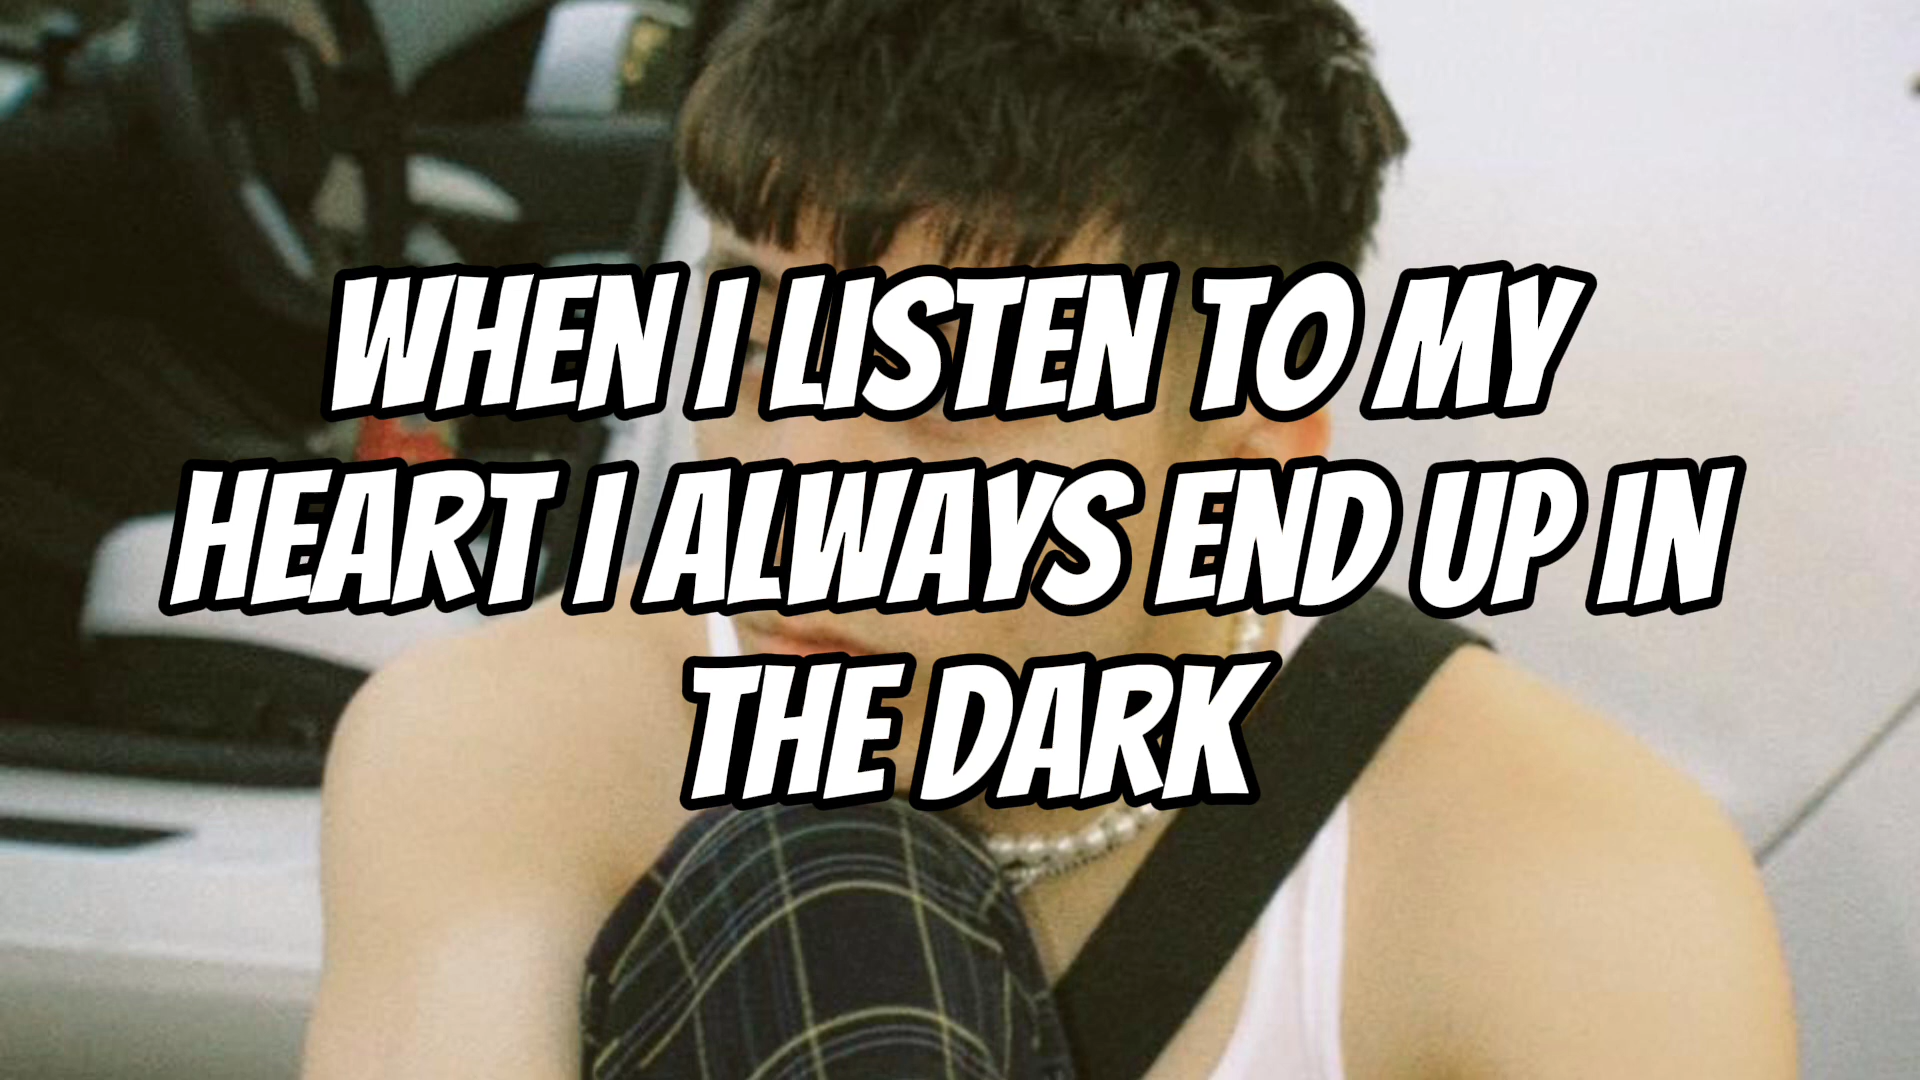 WHEN I LISTEN TO MY
HEART I ALWAYS END UP IN
THE DARK